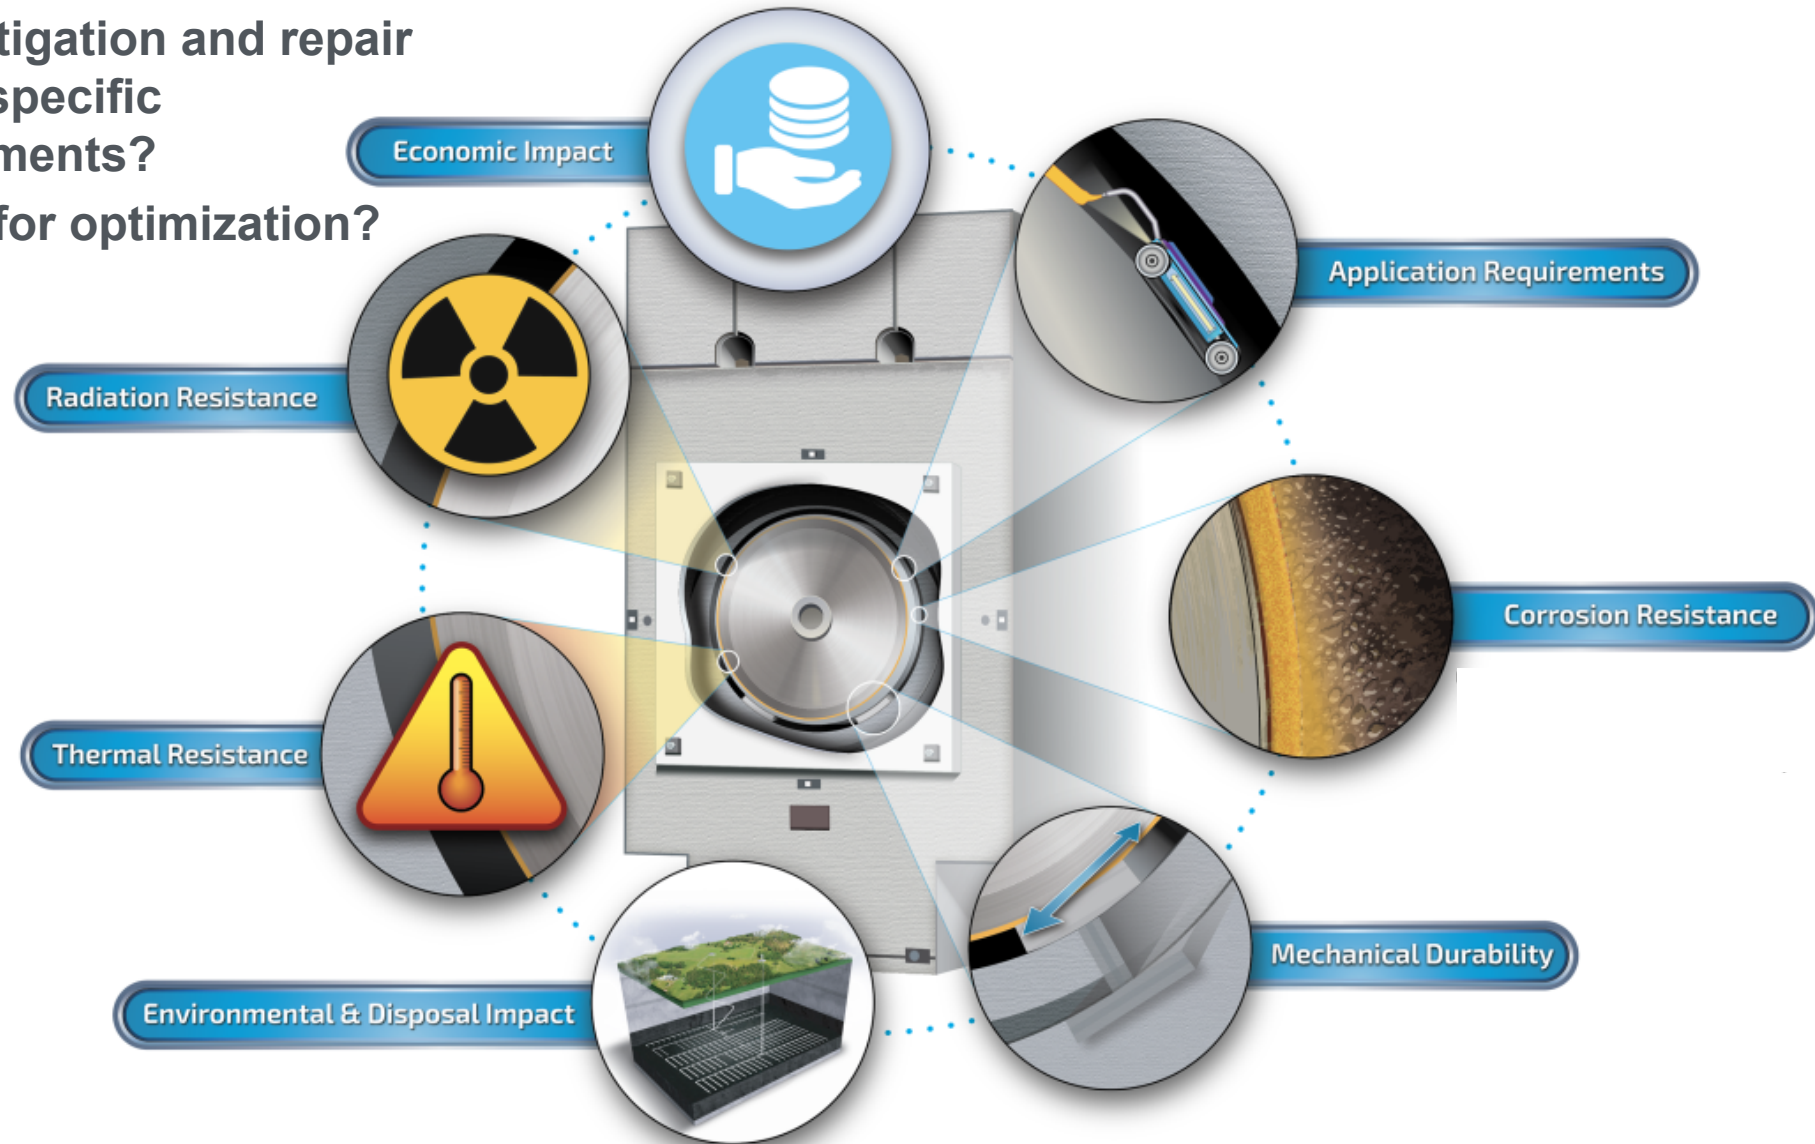 tigation and repair
specific
ments?
for optimization?
Economic Impact
Application Requirements
Radiation Resistance
Corrosion Resistance
Thermal Resistance
Mechanical Durability
Environmental & Disposal Impact